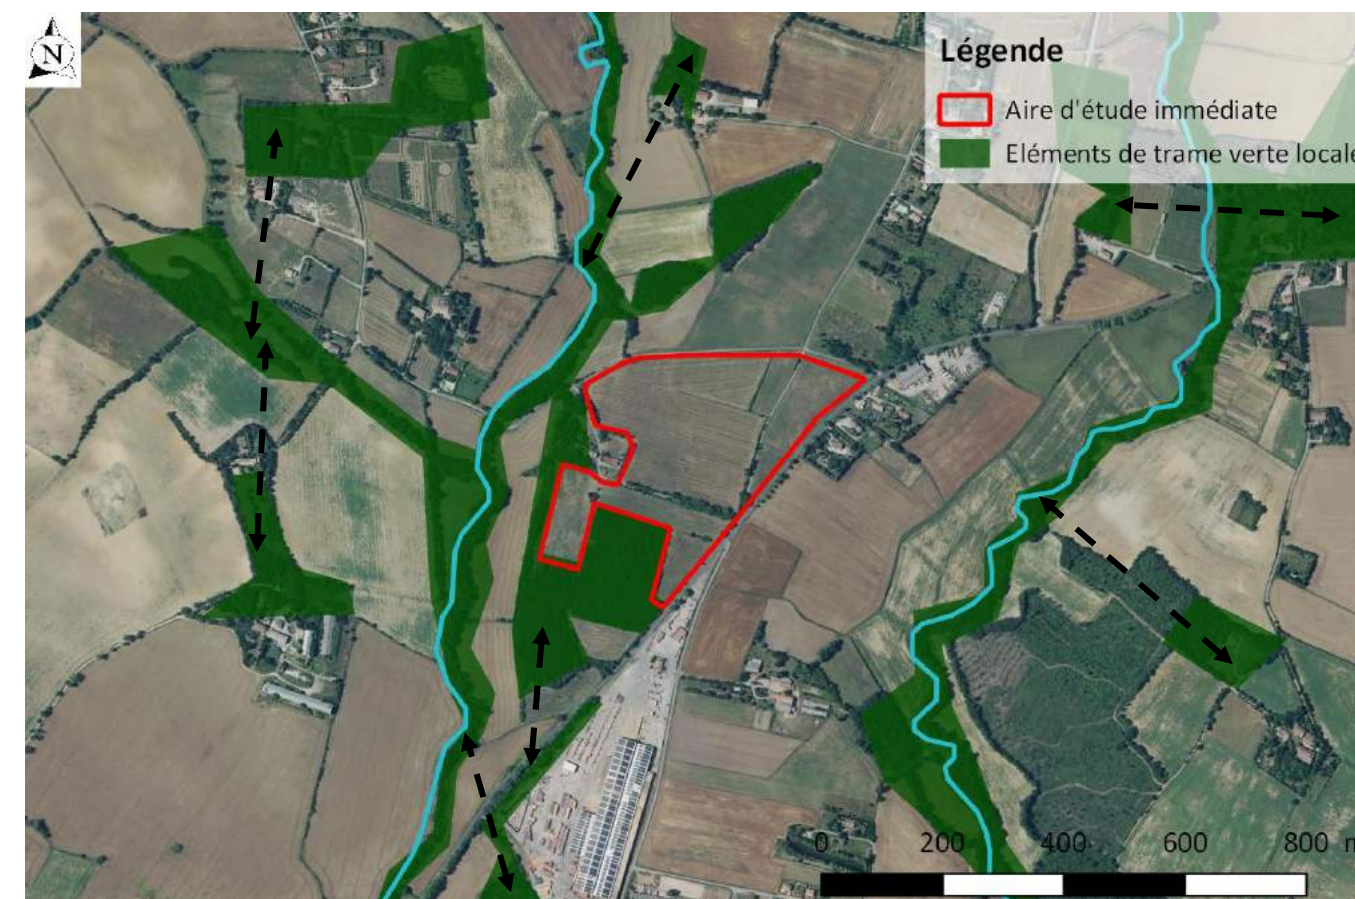 N
Légende
Aire d'étude immédiate
Eléments de trame verte locale
0 200 400 600 800 m